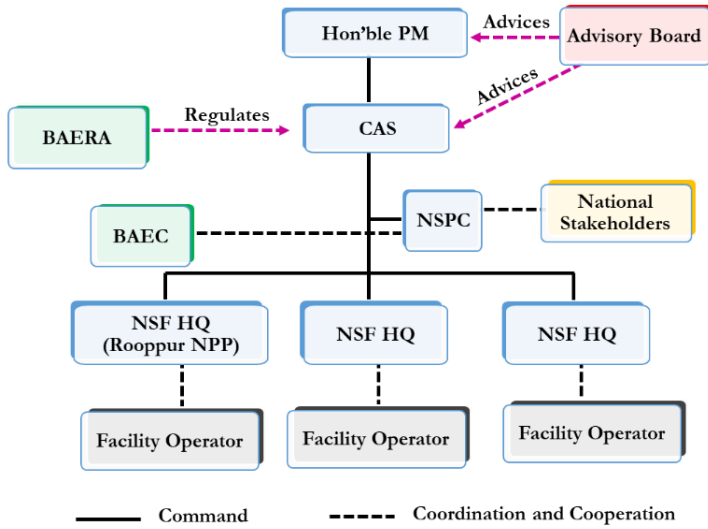 Hon'ble PM
Advices
Advisory Board
Advices
BAERA
Regulates
CAS
BAEC
NSPC
National
Stakeholders
NSF HQ
(Rooppur NPP)
NSF HQ
NSF HQ
Facility Operator
Facility Operator
Facility Operator
Command
Coordination and Cooperation